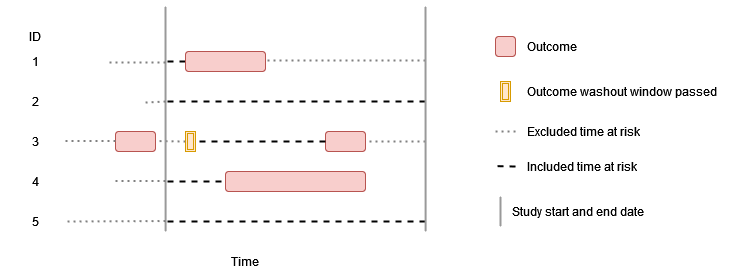 ID
1
2
3
4
5
Time
Outcome
Outcome washout window passed
Excluded time at risk
Included time at risk
Study start and end date